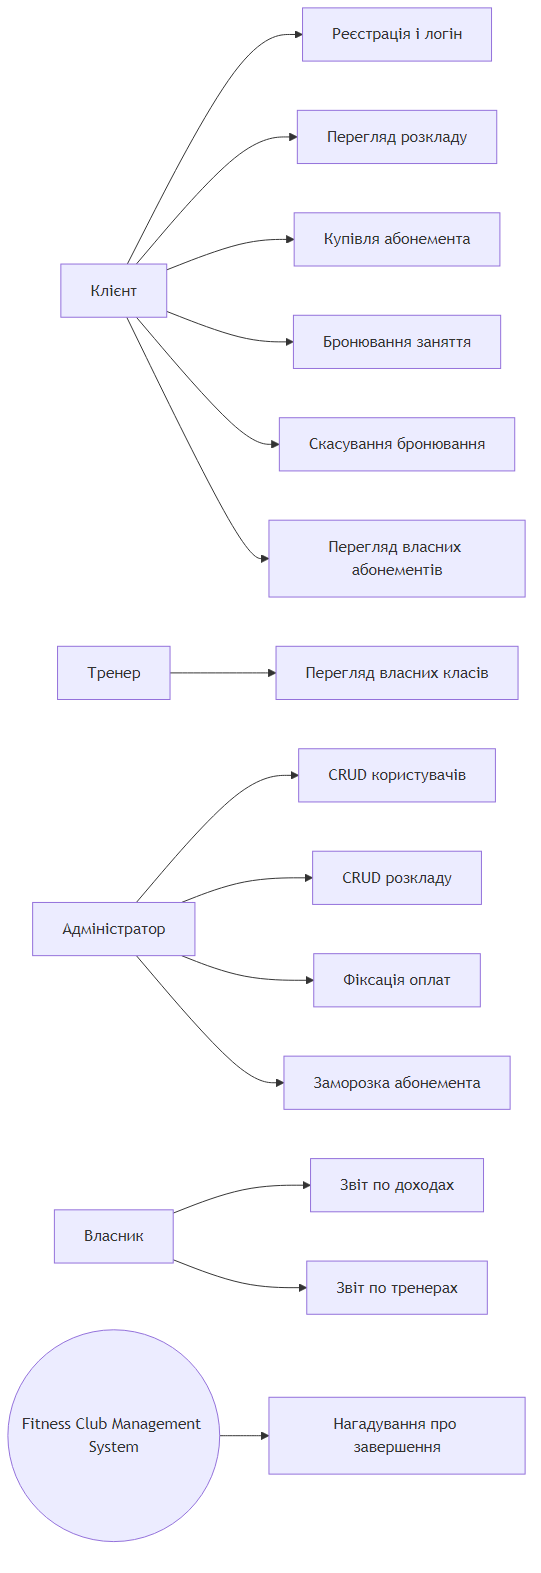 Реєстрація і логін
Перегляд розкладу
Купівля абонемента
Клієнт
Бронювання заняття
Скасування бронювання
Перегляд власних
абонементів
Тренер
Перегляд власних класів
CRUD користувачів
CRUD розкладу
Адміністратор
Фіксація оплат
Заморозка абонемента
Звіт по доходах
Власник
Звіт по тренерах
Fitness Club Management
System
Нагадування про
завершення